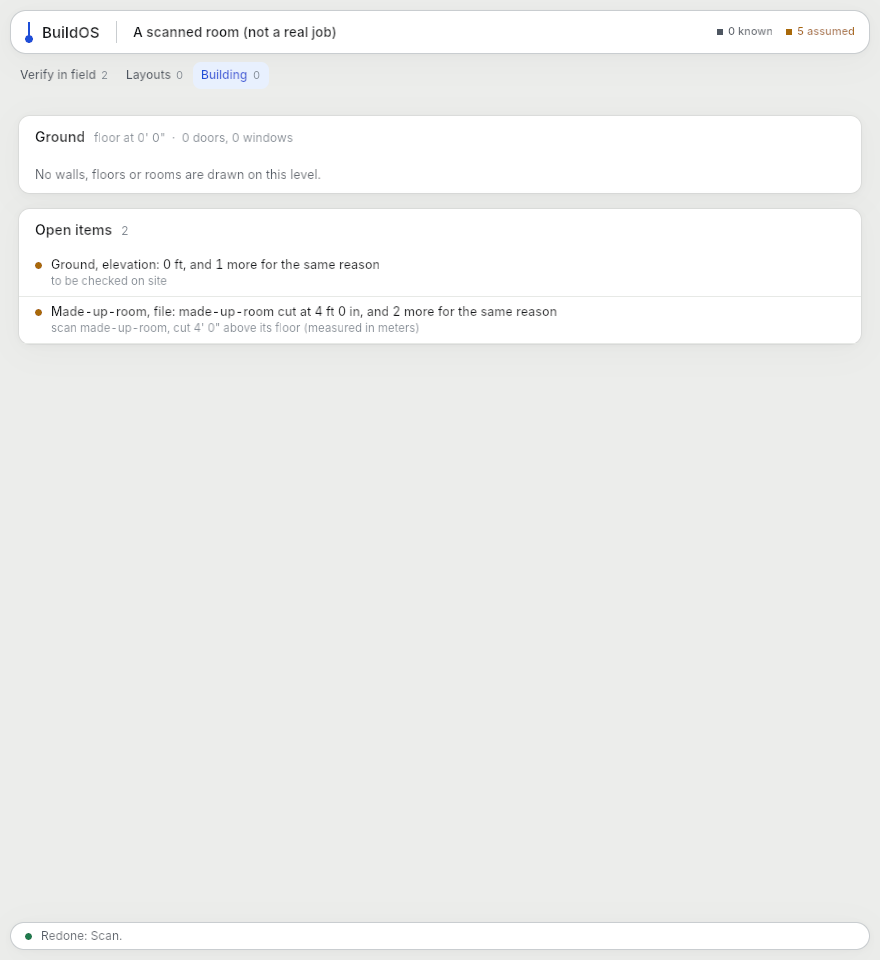 BuildOS
A scanned room (not a real job)
0 known
5 assumed
Verify in field 2
Layouts 0
Building 0
Ground floor at 0' 0" · 0 doors, 0 windows
No walls, floors or rooms are drawn on this level.
Open items 2
Ground, elevation: 0 ft, and 1 more for the same reason
to be checked on site
Made-up-room, file: made-up-room cut at 4 ft 0 in, and 2 more for the same reason
scan made-up-room, cut 4' 0" above its floor (measured in meters)
Redone: Scan.